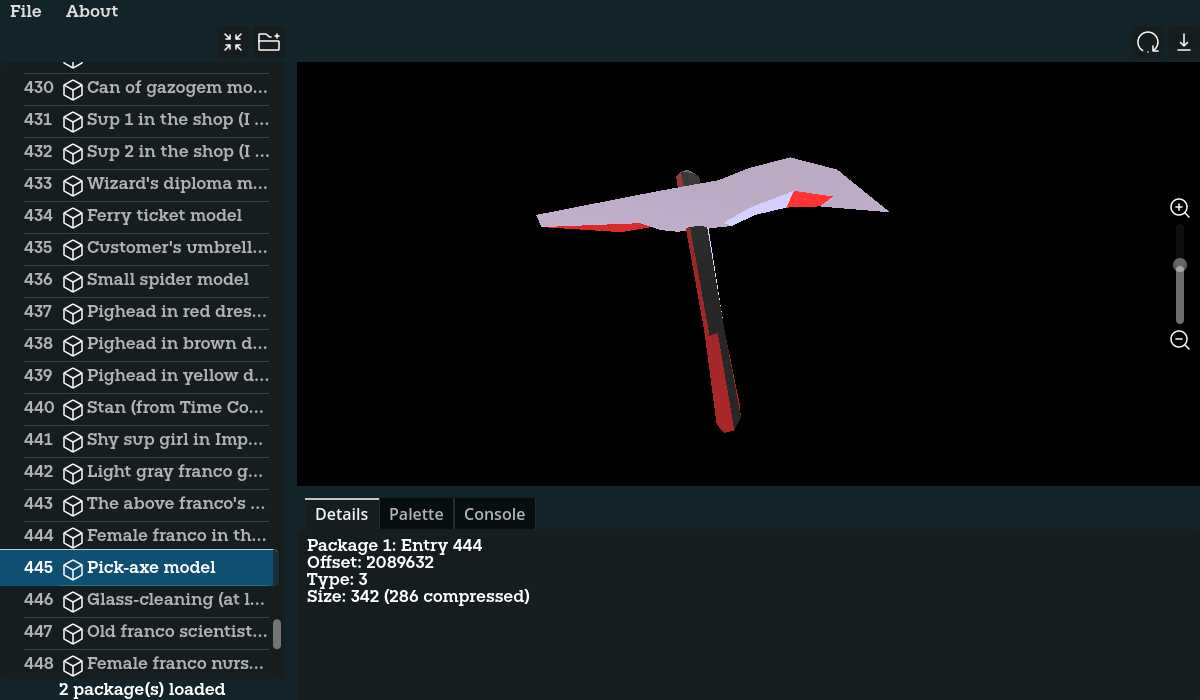 File About
430 Can of gazogem mo...
431 Sup 1 in the shop (I ...
432 Sup 2 in the shop (I ...
433 Wizard's diploma m...
434 Ferry ticket model
435 Customer's umbrell...
436 Small spider model
437 Pighead in red dres...
438 Pighead in brown d...
439 Pighead in yellow d...
440 Stan (from Time Co...
441 Shy sup girl in Imp...
442 Light gray franco g...
443 The above franco's ...
444 Female franco in th...
445 Pick-axe model
446 Glass-cleaning (at l...
447 Old franco scientist...
448 Female franco nurs...
2 package(s) loaded
Details Palette Console
Package 1: Entry 444
Offset: 2089632
Type: 3
Size: 342 (286 compressed)